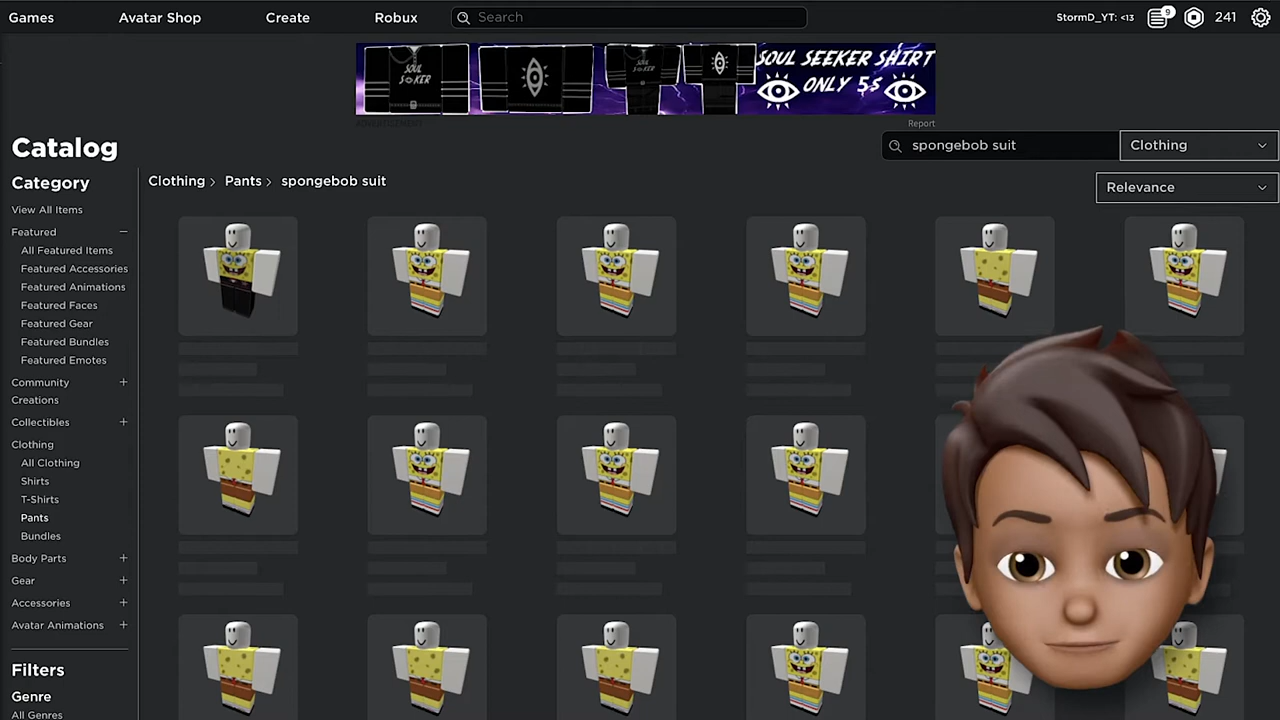 Games
Avatar Shop
Create
Robux
Search
StormD_YT: <13
9
241
SOUL SEEKER SHIRT
ONLY 5$
Report
Catalog
spongebob suit
Clothing
Category
Clothing > Pants > spongebob suit
Relevance
View All Items
Featured
All Featured Items
Featured Accessories
Featured Animations
Featured Faces
Featured Gear
Featured Bundles
Featured Emotes
Community
Creations
Collectibles
Clothing
All Clothing
Shirts
T-Shirts
Pants
Bundles
Body Parts
Gear
Accessories
Avatar Animations
Filters
Genre
All Genres